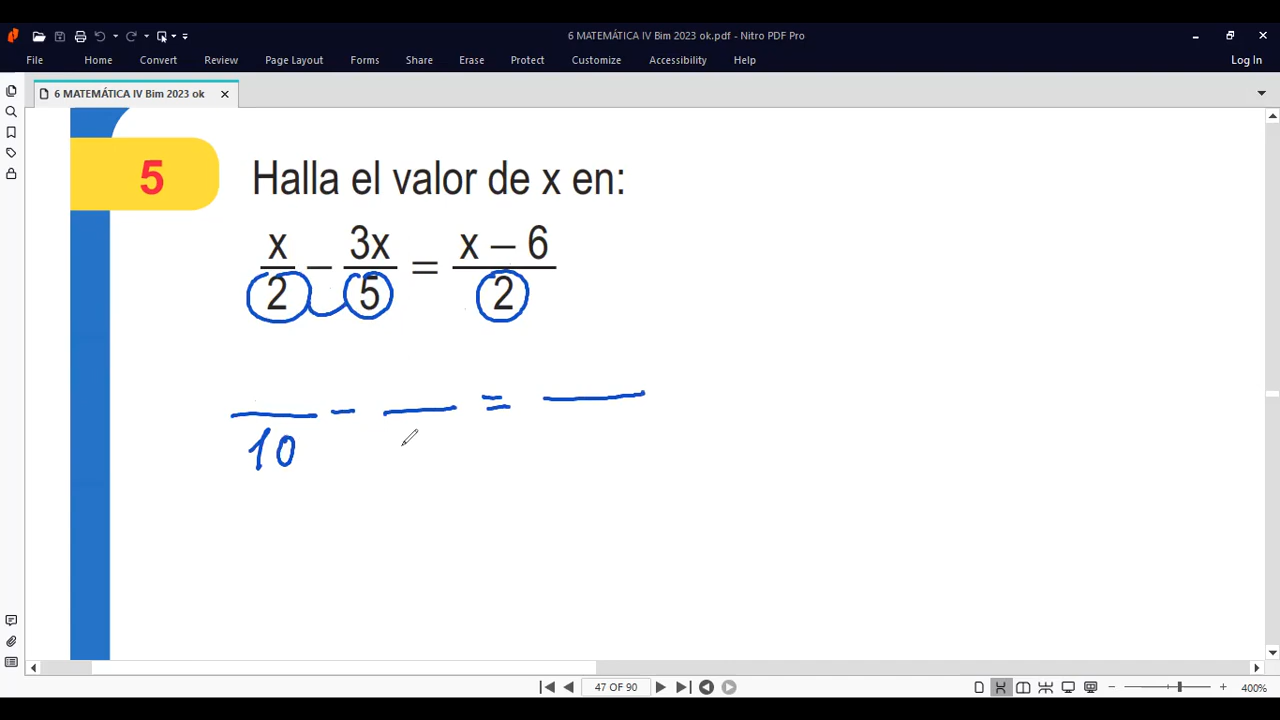 6 MATEMÁTICA IV Bim 2023 ok.pdf - Nitro PDF Pro
File Home Convert Review Page Layout Forms Share Erase Protect Customize Accessibility Help Log In
6 MATEMÁTICA IV Bim 2023 ok
5 Halla el valor de x en:
x/2 – 3x/5 = x – 6/2
— - — = —
10
47 OF 90
400%